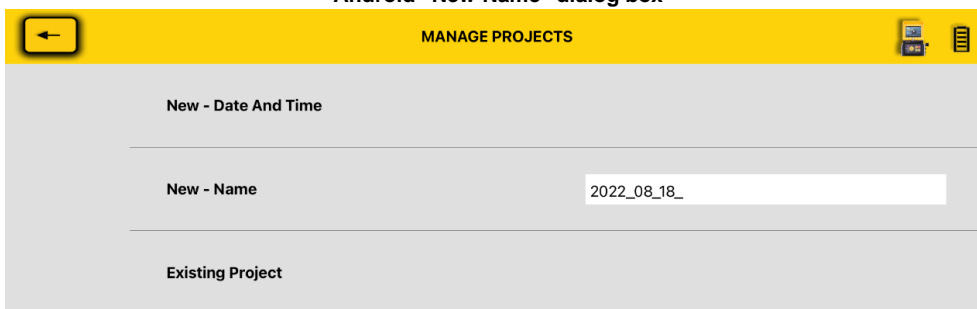 Android "New Name" dialog box
MANAGE PROJECTS
New - Date And Time
New - Name
2022_08_18_
Existing Project